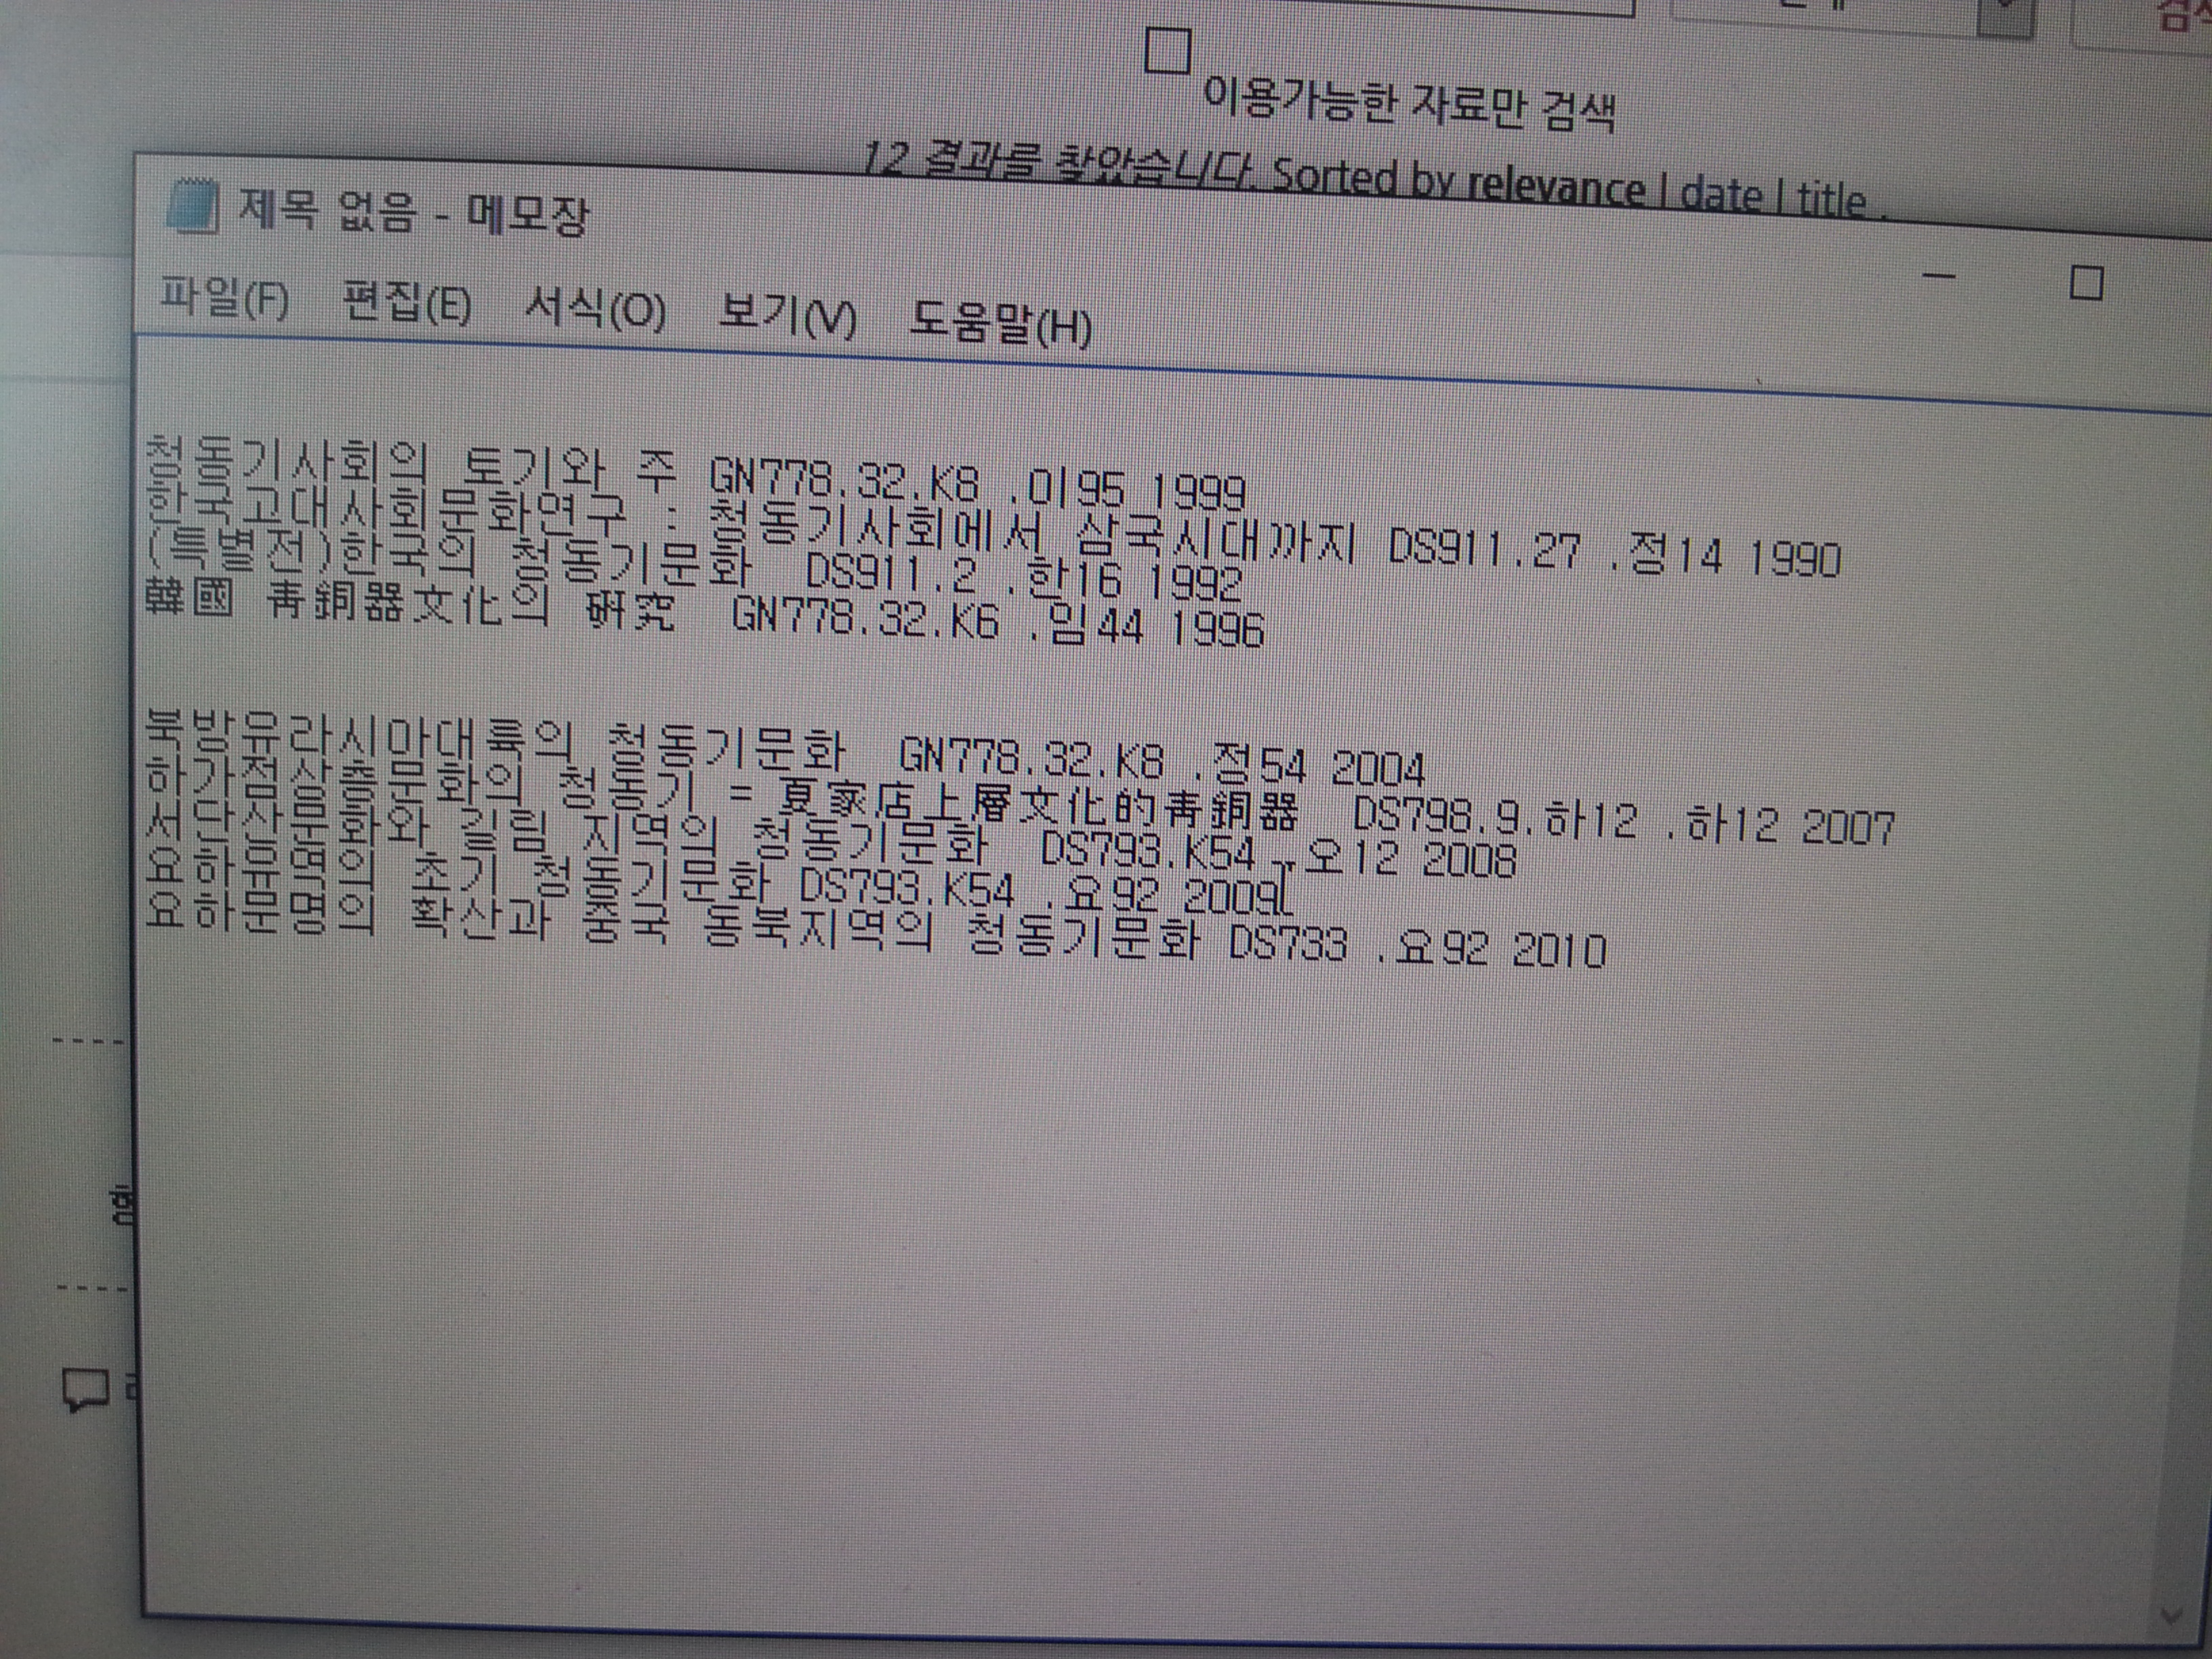 이용가능한 자료만 검색
12 결과를 찾았습니다. Sorted by relevance | date | title .
제목 없음 - 메모장
파일(F) 편집(E) 서식(O) 보기(V) 도움말(H)
청동기사회의 토기와 주 GN778.32.K8 .이95 1999
한국고대사회문화연구 : 청동기사회에서 삼국시대까지 DS911.27 .정14 1990
(특별전)한국의 청동기문화 DS911.2 .한16 1992
韓國 靑銅器文化의 硏究 GN778.32.K6 .임44 1996
북방유라시아대륙의 청동기문화 GN778.32.K8 .정54 2004
하가점상층문화의 청동기 = 夏家店上層文化的靑銅器 DS798.9.하12 .하12 2007
서단산문화와 길림 지역의 청동기문화 DS793.K54 .오12 2008
요하유역의 초기 청동기문화 DS793.K54 .요92 2009
요하문명의 확산과 중국 동북지역의 청동기문화 DS733 .요92 2010